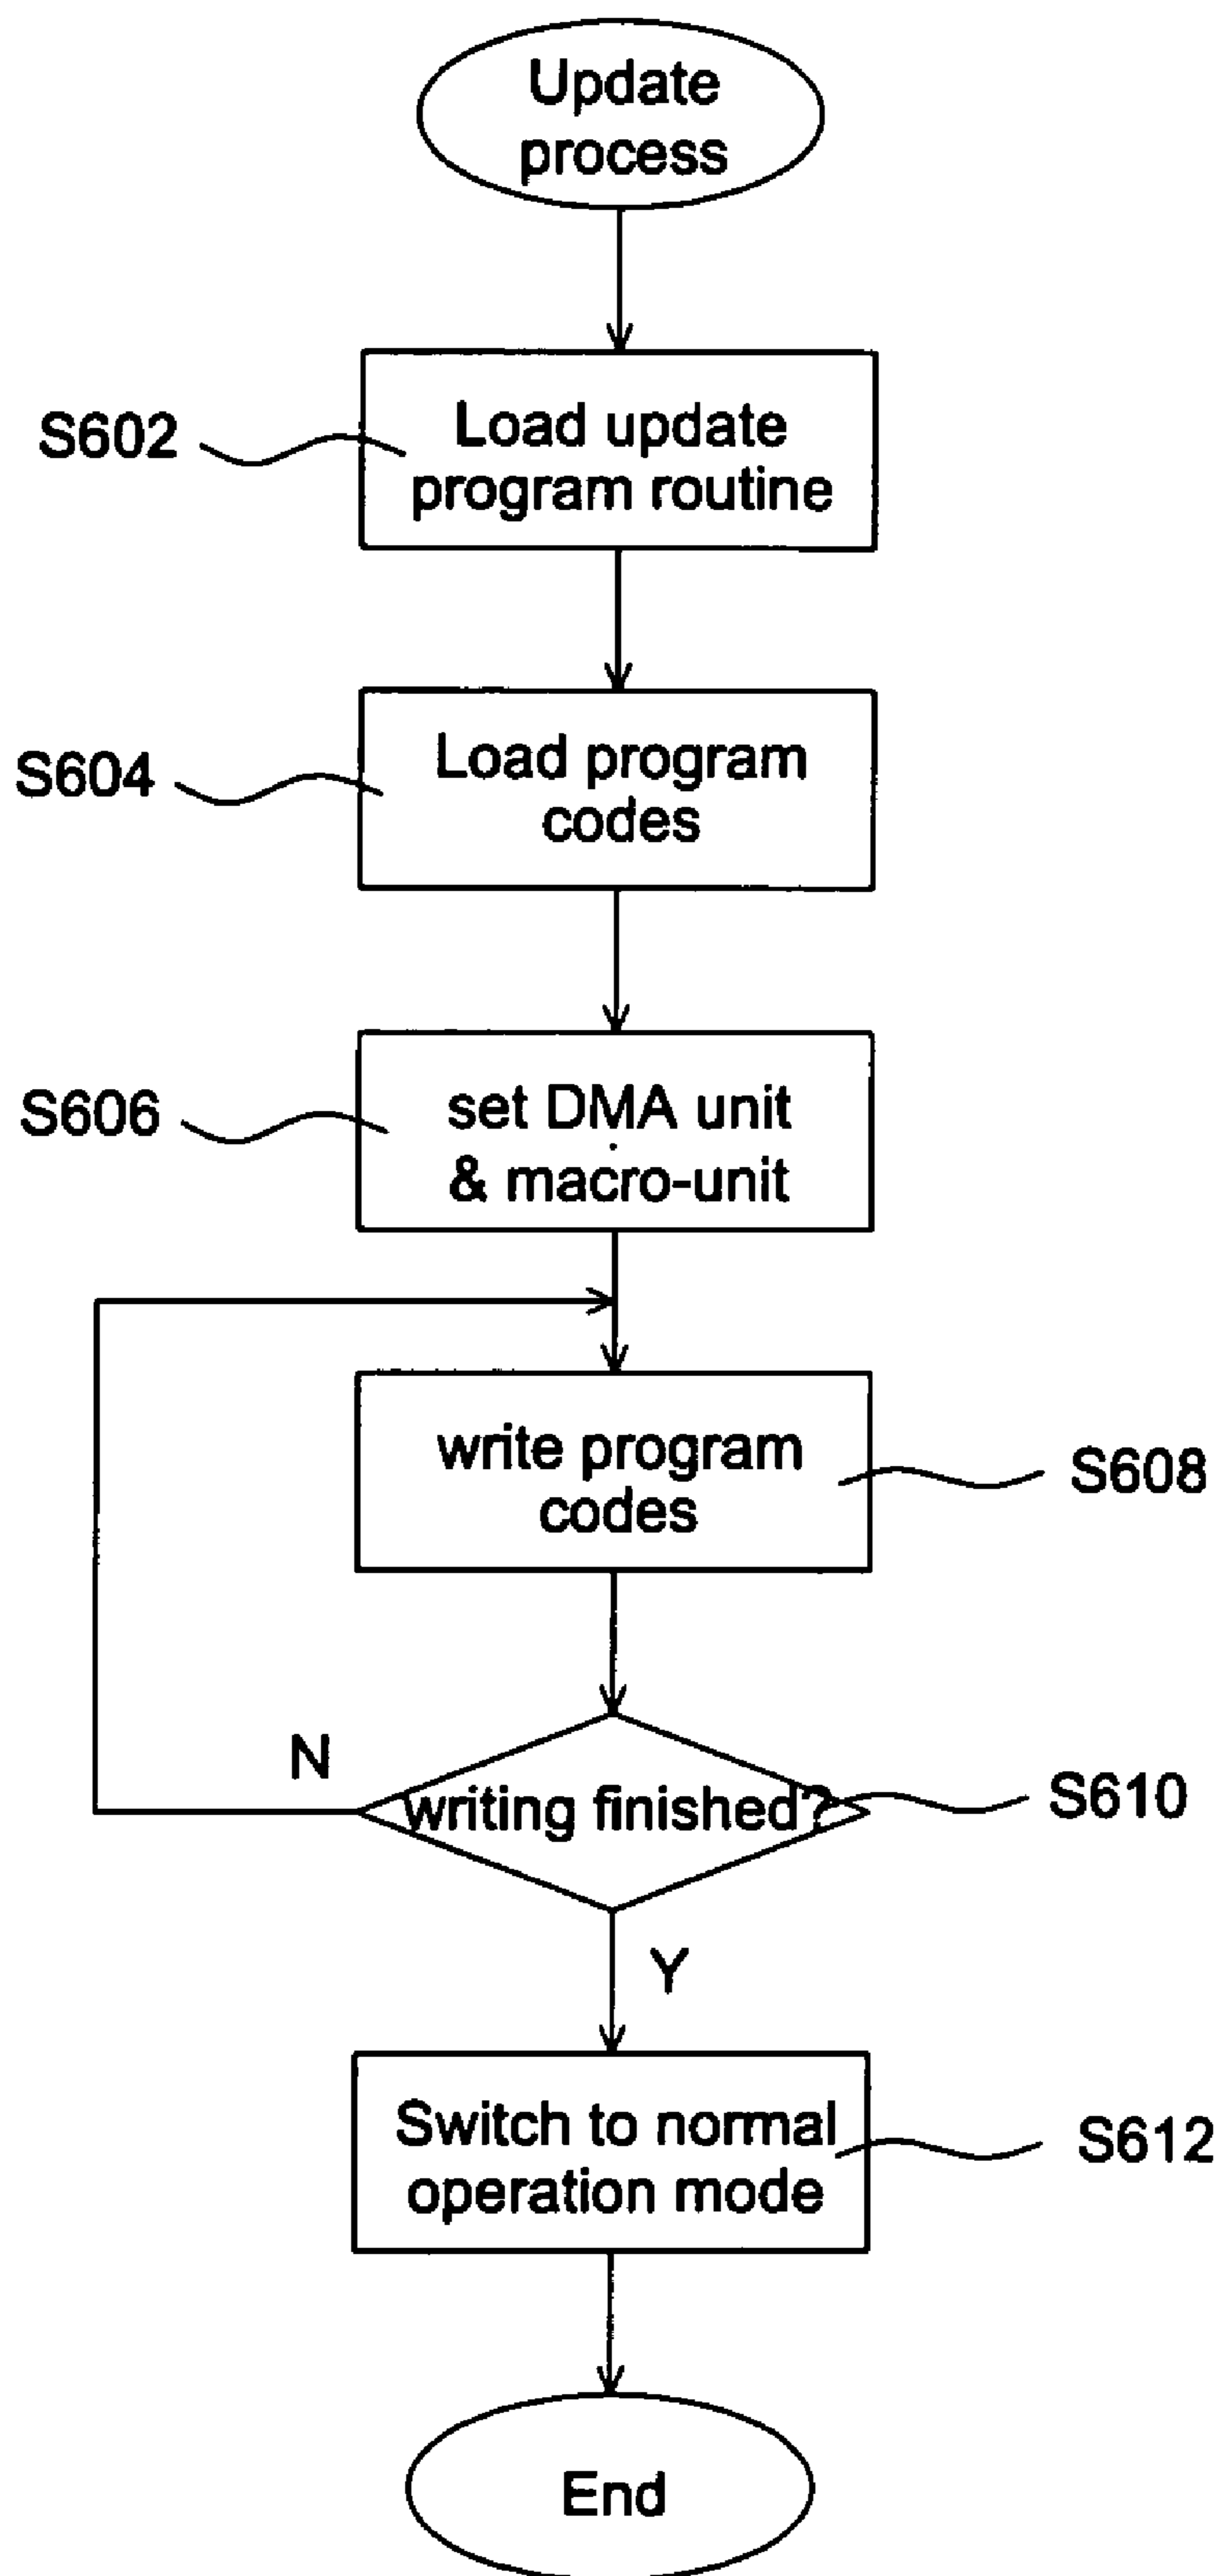 Update
process
S602
Load update
program routine
S604
Load program
codes
S606
set DMA unit
& macro-unit
write program
codes
S608
N
writing finished?
S610
Y
Switch to normal
operation mode
S612
End